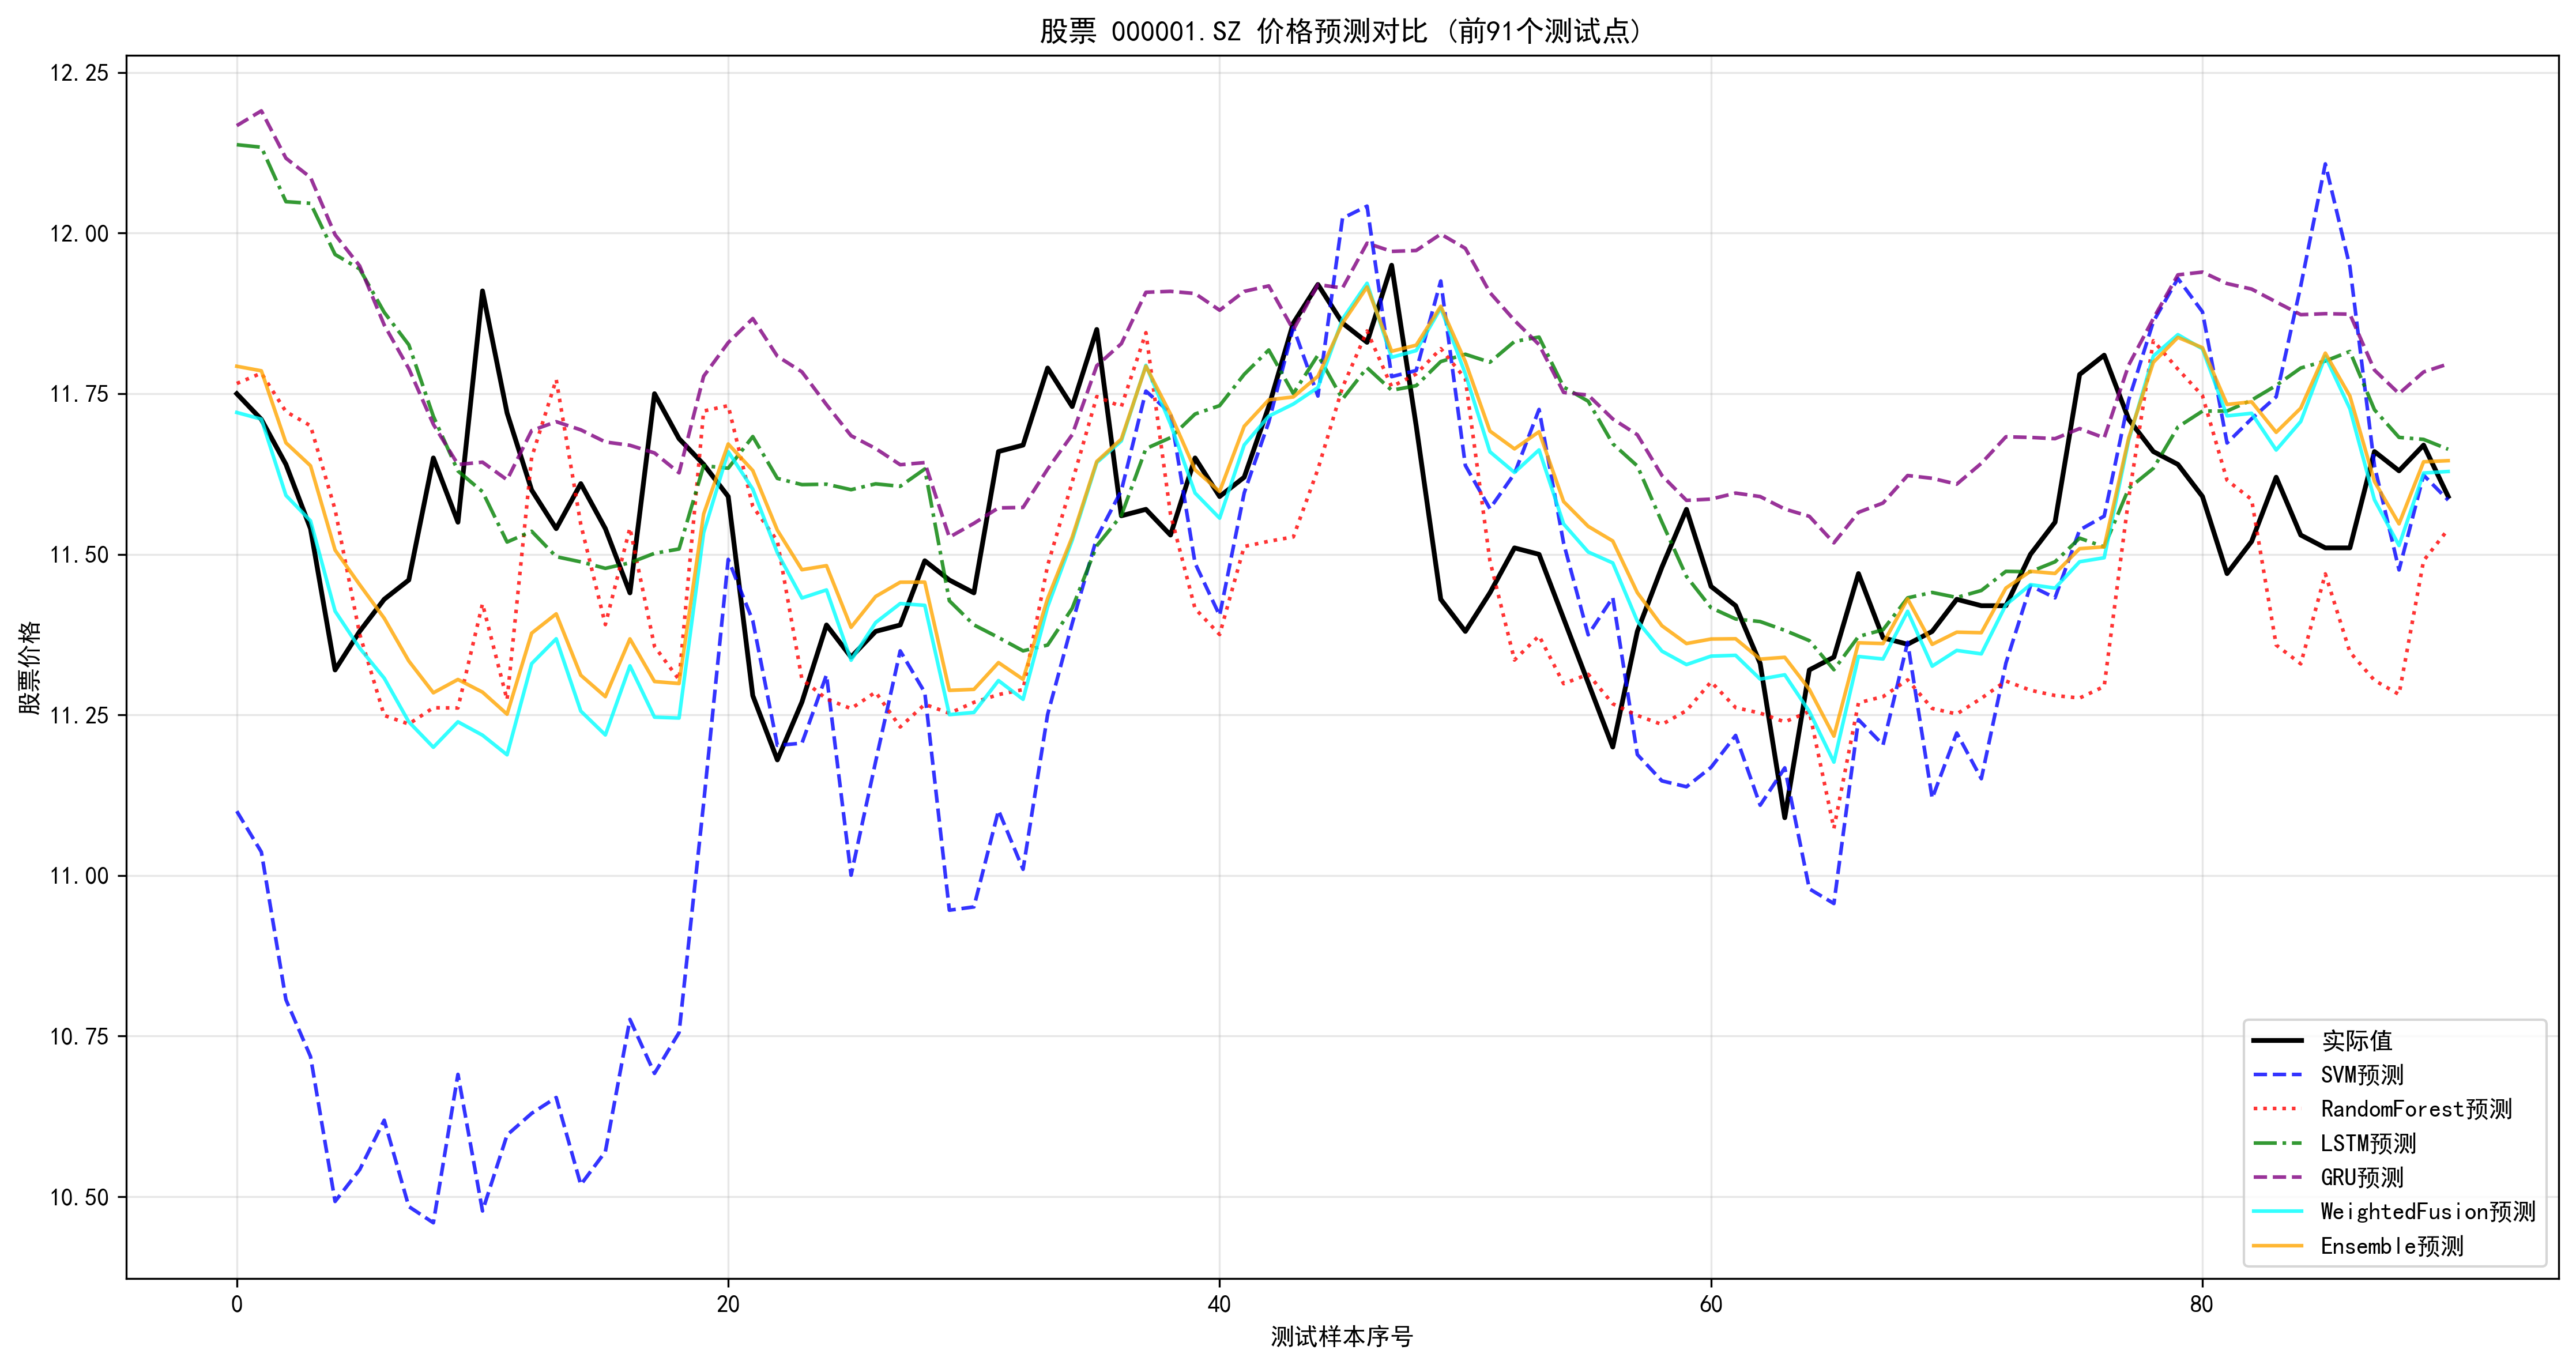 股票 000001.SZ 价格预测对比 (前91个测试点)
股票价格
12.25
12.00
11.75
11.50
11.25
11.00
10.75
10.50
0
20
40
60
80
测试样本序号
实际值
SVM预测
RandomForest预测
LSTM预测
GRU预测
WeightedFusion预测
Ensemble预测